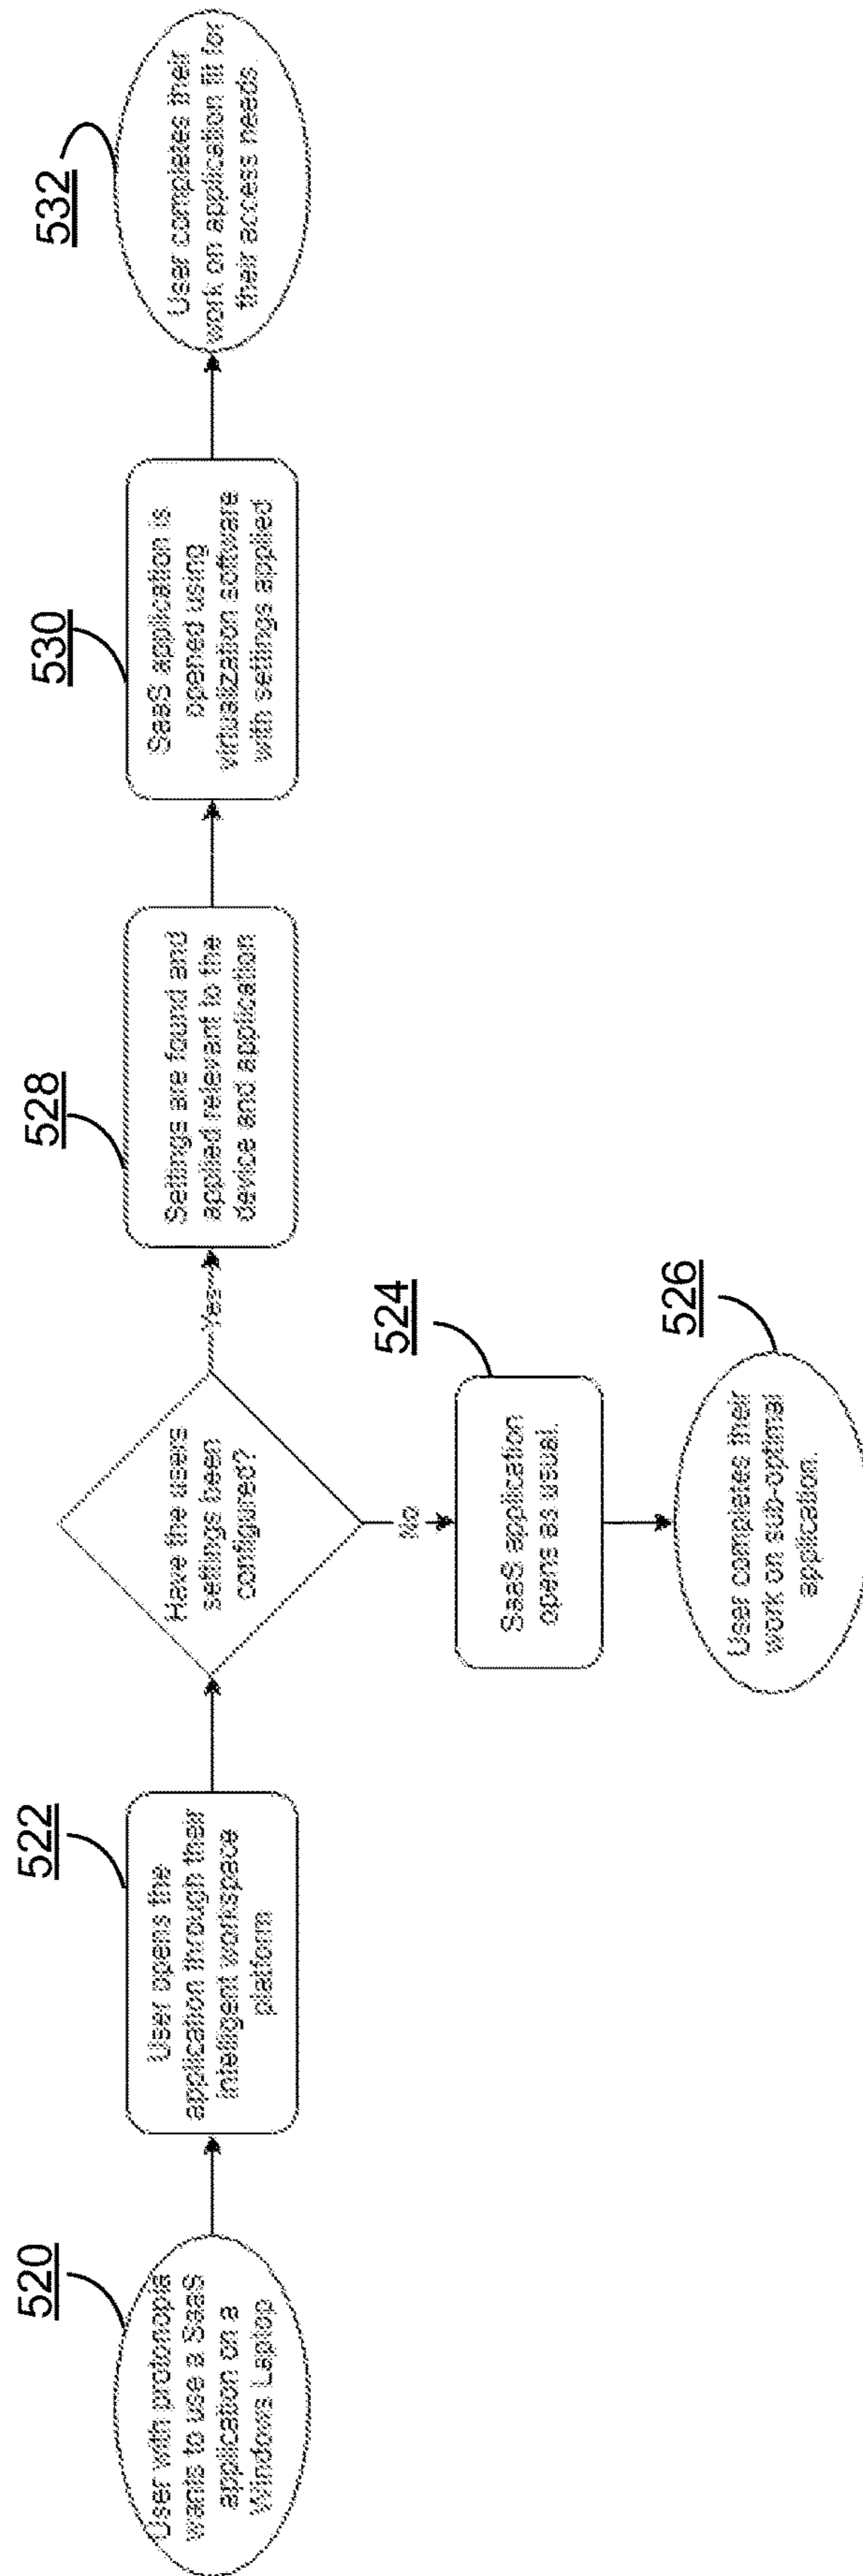 520
User with protonopia
wants to use a SaaS
application on a
Windows Laptop
522
User opens the
application through their
intelligent workspace
platform
Have the users
settings been
configured?
No
524
SaaS application
opens as usual.
526
User completes their
work on sub-optimal
application.
Yes
528
Settings are found and
applied relevant to the
device and application
530
SaaS application is
opened using
virtualization software
with settings applied
532
User completes their
work on application fit for
their access needs.